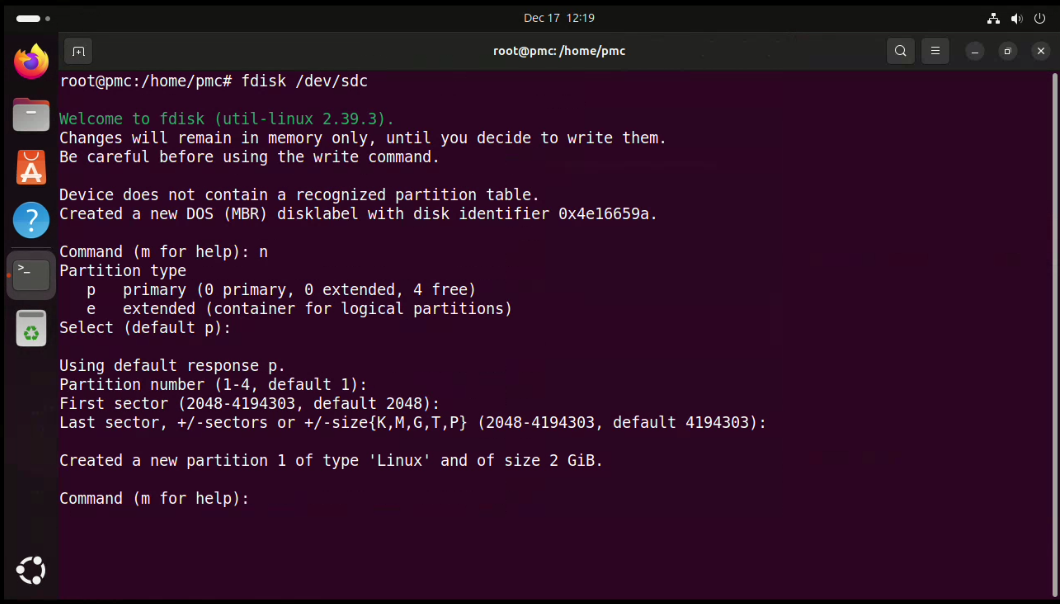 Dec 17 12:19
root@pmc: /home/pmc
root@pmc:/home/pmc# fdisk /dev/sdc
Welcome to fdisk (util-linux 2.39.3).
Changes will remain in memory only, until you decide to write them.
Be careful before using the write command.
Device does not contain a recognized partition table.
Created a new DOS (MBR) disklabel with disk identifier 0x4e16659a.
Command (m for help): n
Partition type
p primary (0 primary, 0 extended, 4 free)
e extended (container for logical partitions)
Select (default p):
Using default response p.
Partition number (1-4, default 1):
First sector (2048-4194303, default 2048):
Last sector, +/-sectors or +/-size{K,M,G,T,P} (2048-4194303, default 4194303):
Created a new partition 1 of type 'Linux' and of size 2 GiB.
Command (m for help):